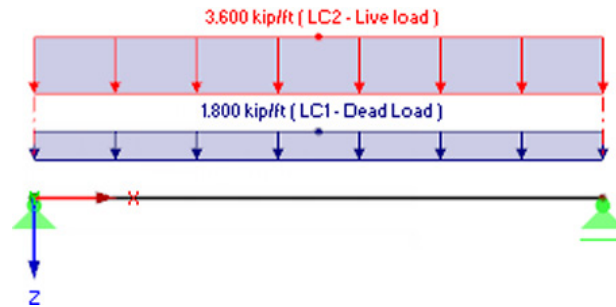 3.600 kip/ft ( LC2 - Live load )
1.800 kip/ft ( LC1 - Dead Load )
X
Z